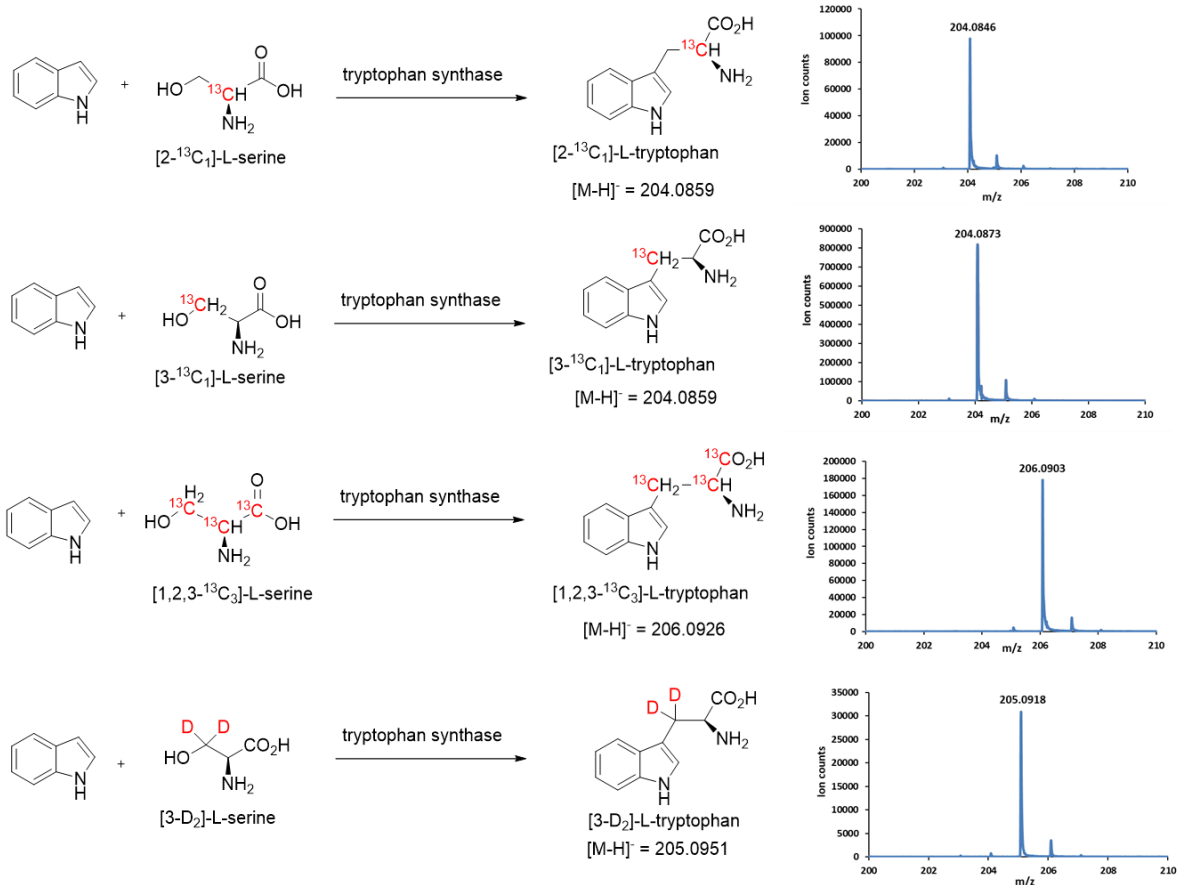 CO₂H
¹³CH
NH₂
N
H
+
HO
¹³C
H
O
OH
NH₂
tryptophan synthase
N
H
[2-¹³C₁]-L-serine
[2-¹³C₁]-L-tryptophan
[M-H]⁻ = 204.0859
120000
100000
80000
60000
40000
20000
0
Ion counts
204.0846
200 202 204 206 208 210
m/z
N
H
+
¹³CH₂
HO
O
OH
NH₂
[3-¹³C₁]-L-serine
tryptophan synthase
CO₂H
¹³CH₂
NH₂
N
H
[3-¹³C₁]-L-tryptophan
[M-H]⁻ = 204.0859
900000
800000
700000
600000
500000
400000
300000
200000
100000
0
Ion counts
204.0873
200 202 204 206 208 210
m/z
N
H
+
H₂
¹³C
HO
¹³C
H
¹³C
O
OH
NH₂
[1,2,3-¹³C₃]-L-serine
tryptophan synthase
¹³CO₂H
¹³CH₂
¹³CH
NH₂
N
H
[1,2,3-¹³C₃]-L-tryptophan
[M-H]⁻ = 206.0926
200000
180000
160000
140000
120000
100000
80000
60000
40000
20000
0
Ion counts
206.0903
200 202 204 206 208 210
m/z
N
H
+
D D
HO
CO₂H
NH₂
[3-D₂]-L-serine
tryptophan synthase
D
D
CO₂H
NH₂
N
H
[3-D₂]-L-tryptophan
[M-H]⁻ = 205.0951
35000
30000
25000
20000
15000
10000
5000
0
Ion counts
205.0918
200 202 204 206 208 210
m/z